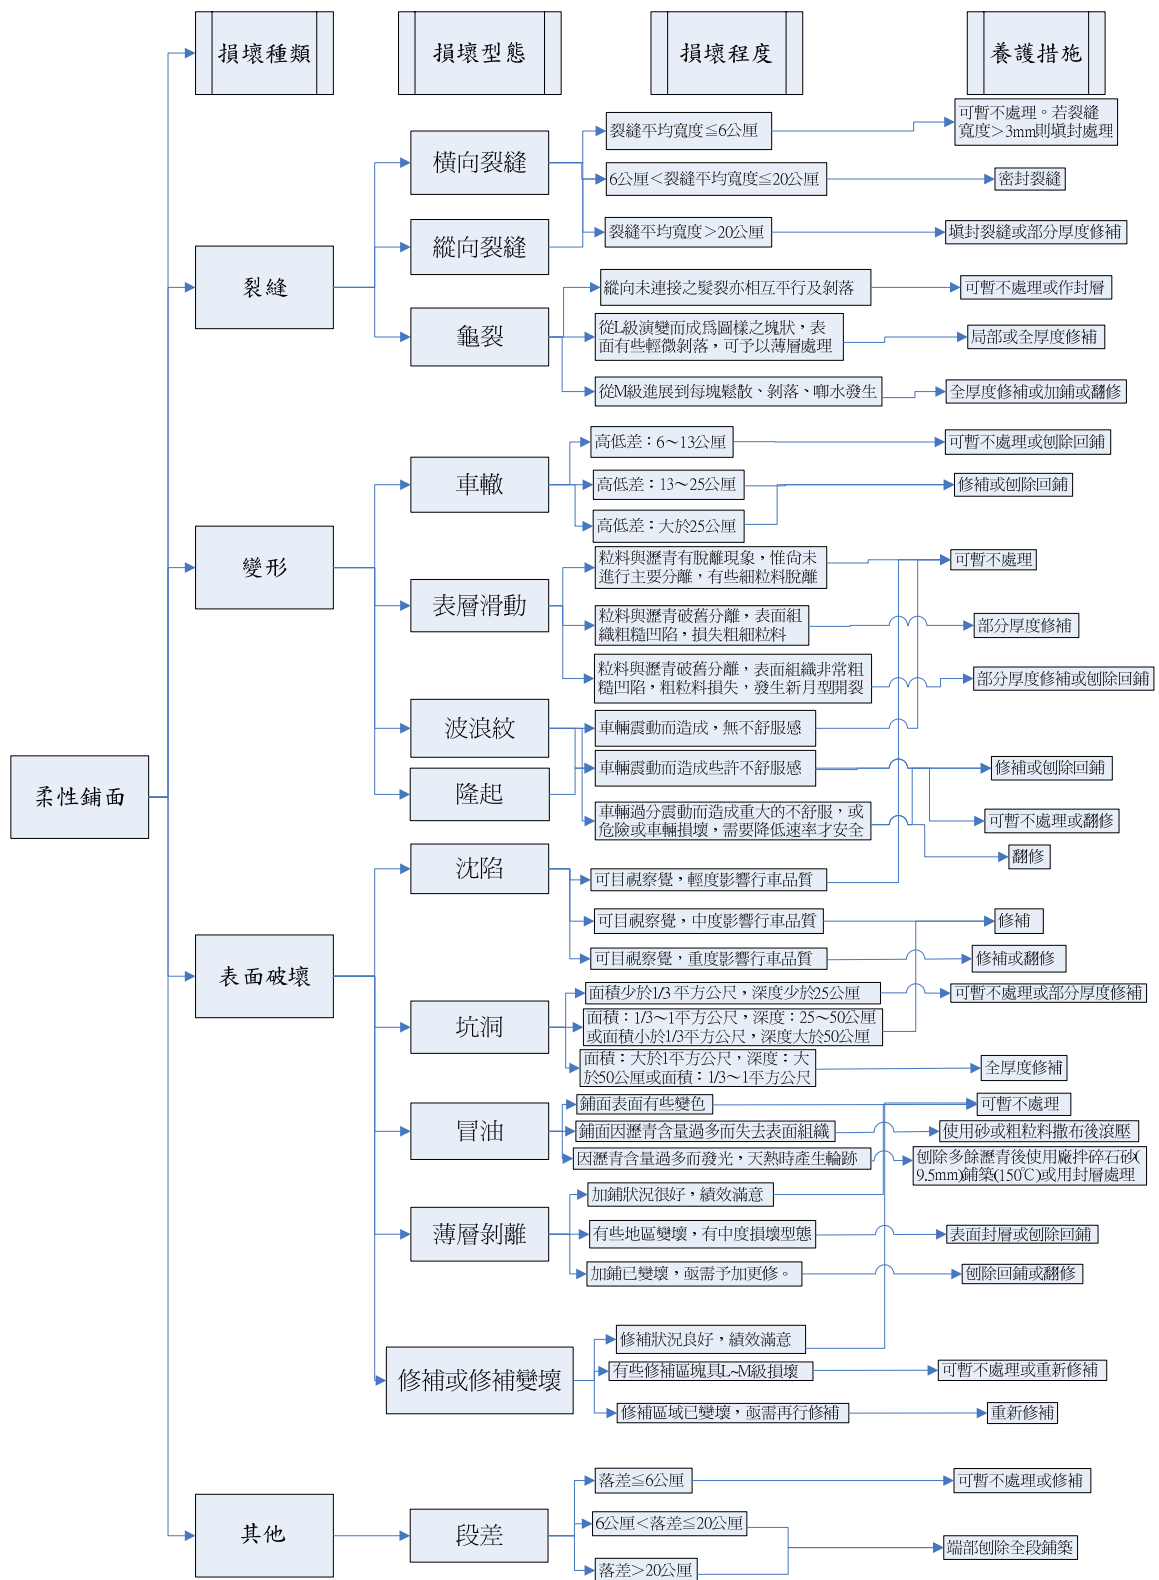 損壞種類
損壞型態
損壞程度
養護措施
柔性鋪面
裂縫
橫向裂縫
裂縫平均寬度≦6公厘
可暫不處理。若裂縫
寬度>3mm則填封處理
6公厘<裂縫平均寬度≦20公厘
密封裂縫
縱向裂縫
裂縫平均寬度>20公厘
填封裂縫或部分厚度修補
龜裂
縱向未連接之髮裂亦相互平行及剝落
可暫不處理或作封層
從L級演變而成為圖樣之塊狀，表
面有些輕微剝落，可予以薄層處理
局部或全厚度修補
從M級進展到每塊鬆散、剝落、唧水發生
全厚度修補或加鋪或翻修
變形
車轍
高低差：6～13公厘
可暫不處理或刨除回鋪
高低差：13～25公厘
修補或刨除回鋪
高低差：大於25公厘
表層滑動
粒料與瀝青有脫離現象，惟尚未
進行主要分離，有些細粒料脫離
可暫不處理
粒料與瀝青破舊分離，表面組
織粗糙凹陷，損失粗細粒料
部分厚度修補
粒料與瀝青破舊分離，表面組織非常粗
糙凹陷，粗粒料損失，發生新月型開裂
部分厚度修補或刨除回鋪
波浪紋
車輛震動而造成，無不舒服感
隆起
車輛震動而造成些許不舒服感
修補或刨除回鋪
車輛過分震動而造成重大的不舒服，或
危險或車輛損壞，需要降低速率才安全
可暫不處理或翻修
翻修
表面破壞
沈陷
可目視察覺，輕度影響行車品質
可目視察覺，中度影響行車品質
修補
可目視察覺，重度影響行車品質
修補或翻修
坑洞
面積少於1/3 平方公尺，深度少於25公厘
可暫不處理或部分厚度修補
面積：1/3～1平方公尺，深度：25～50公厘
或面積小於1/3平方公尺，深度大於50公厘
面積：大於1平方公尺，深度：大
於50公厘或面積：1/3～1平方公尺
全厚度修補
冒油
鋪面表面有些變色
可暫不處理
鋪面因瀝青含量過多而失去表面組織
使用砂或粗粒料撒布後滾壓
因瀝青含量過多而發光，天熱時產生輪跡
刨除多餘瀝青後使用廠拌碎石砂(
9.5mm)鋪築(150℃)或用封層處理
薄層剝離
加鋪狀況很好，績效滿意
有些地區變壞，有中度損壞型態
表面封層或刨除回鋪
加鋪已變壞，亟需予加更修。
刨除回鋪或翻修
修補或修補變壞
修補狀況良好，績效滿意
有些修補區塊具L~M級損壞
可暫不處理或重新修補
修補區域已變壞，亟需再行修補
重新修補
其他
段差
落差≦6公厘
可暫不處理或修補
6公厘<落差≦20公厘
端部刨除全段鋪築
落差>20公厘